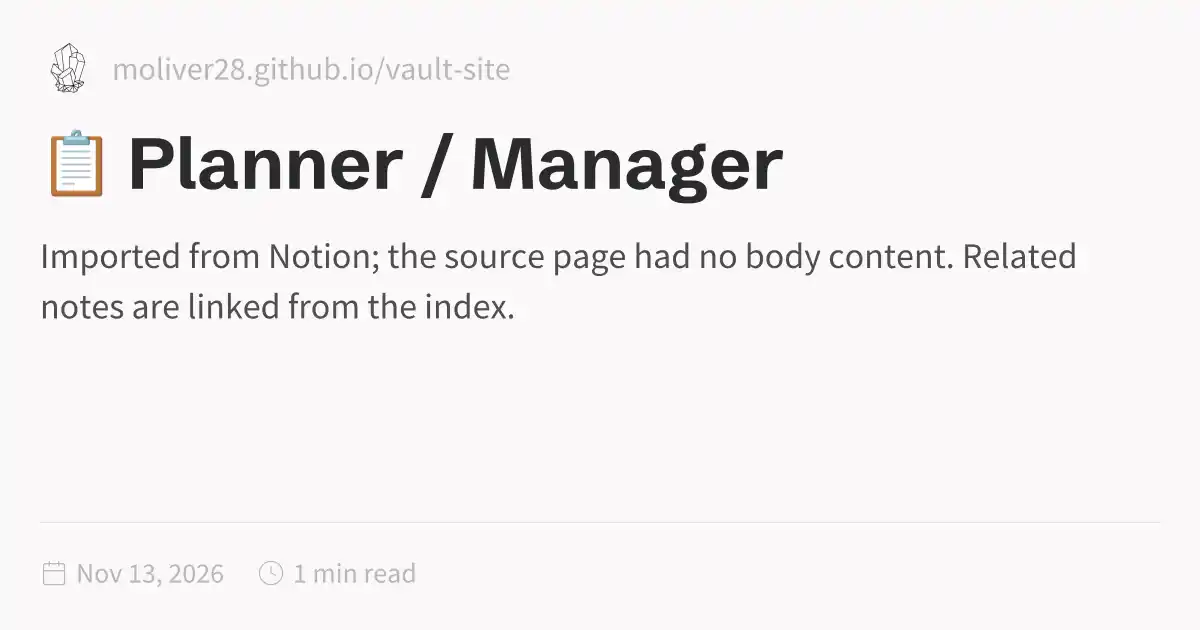 moliver28.github.io/vault-site
📋 Planner / Manager
Imported from Notion; the source page had no body content. Related
notes are linked from the index.
Nov 13, 2026 1 min read